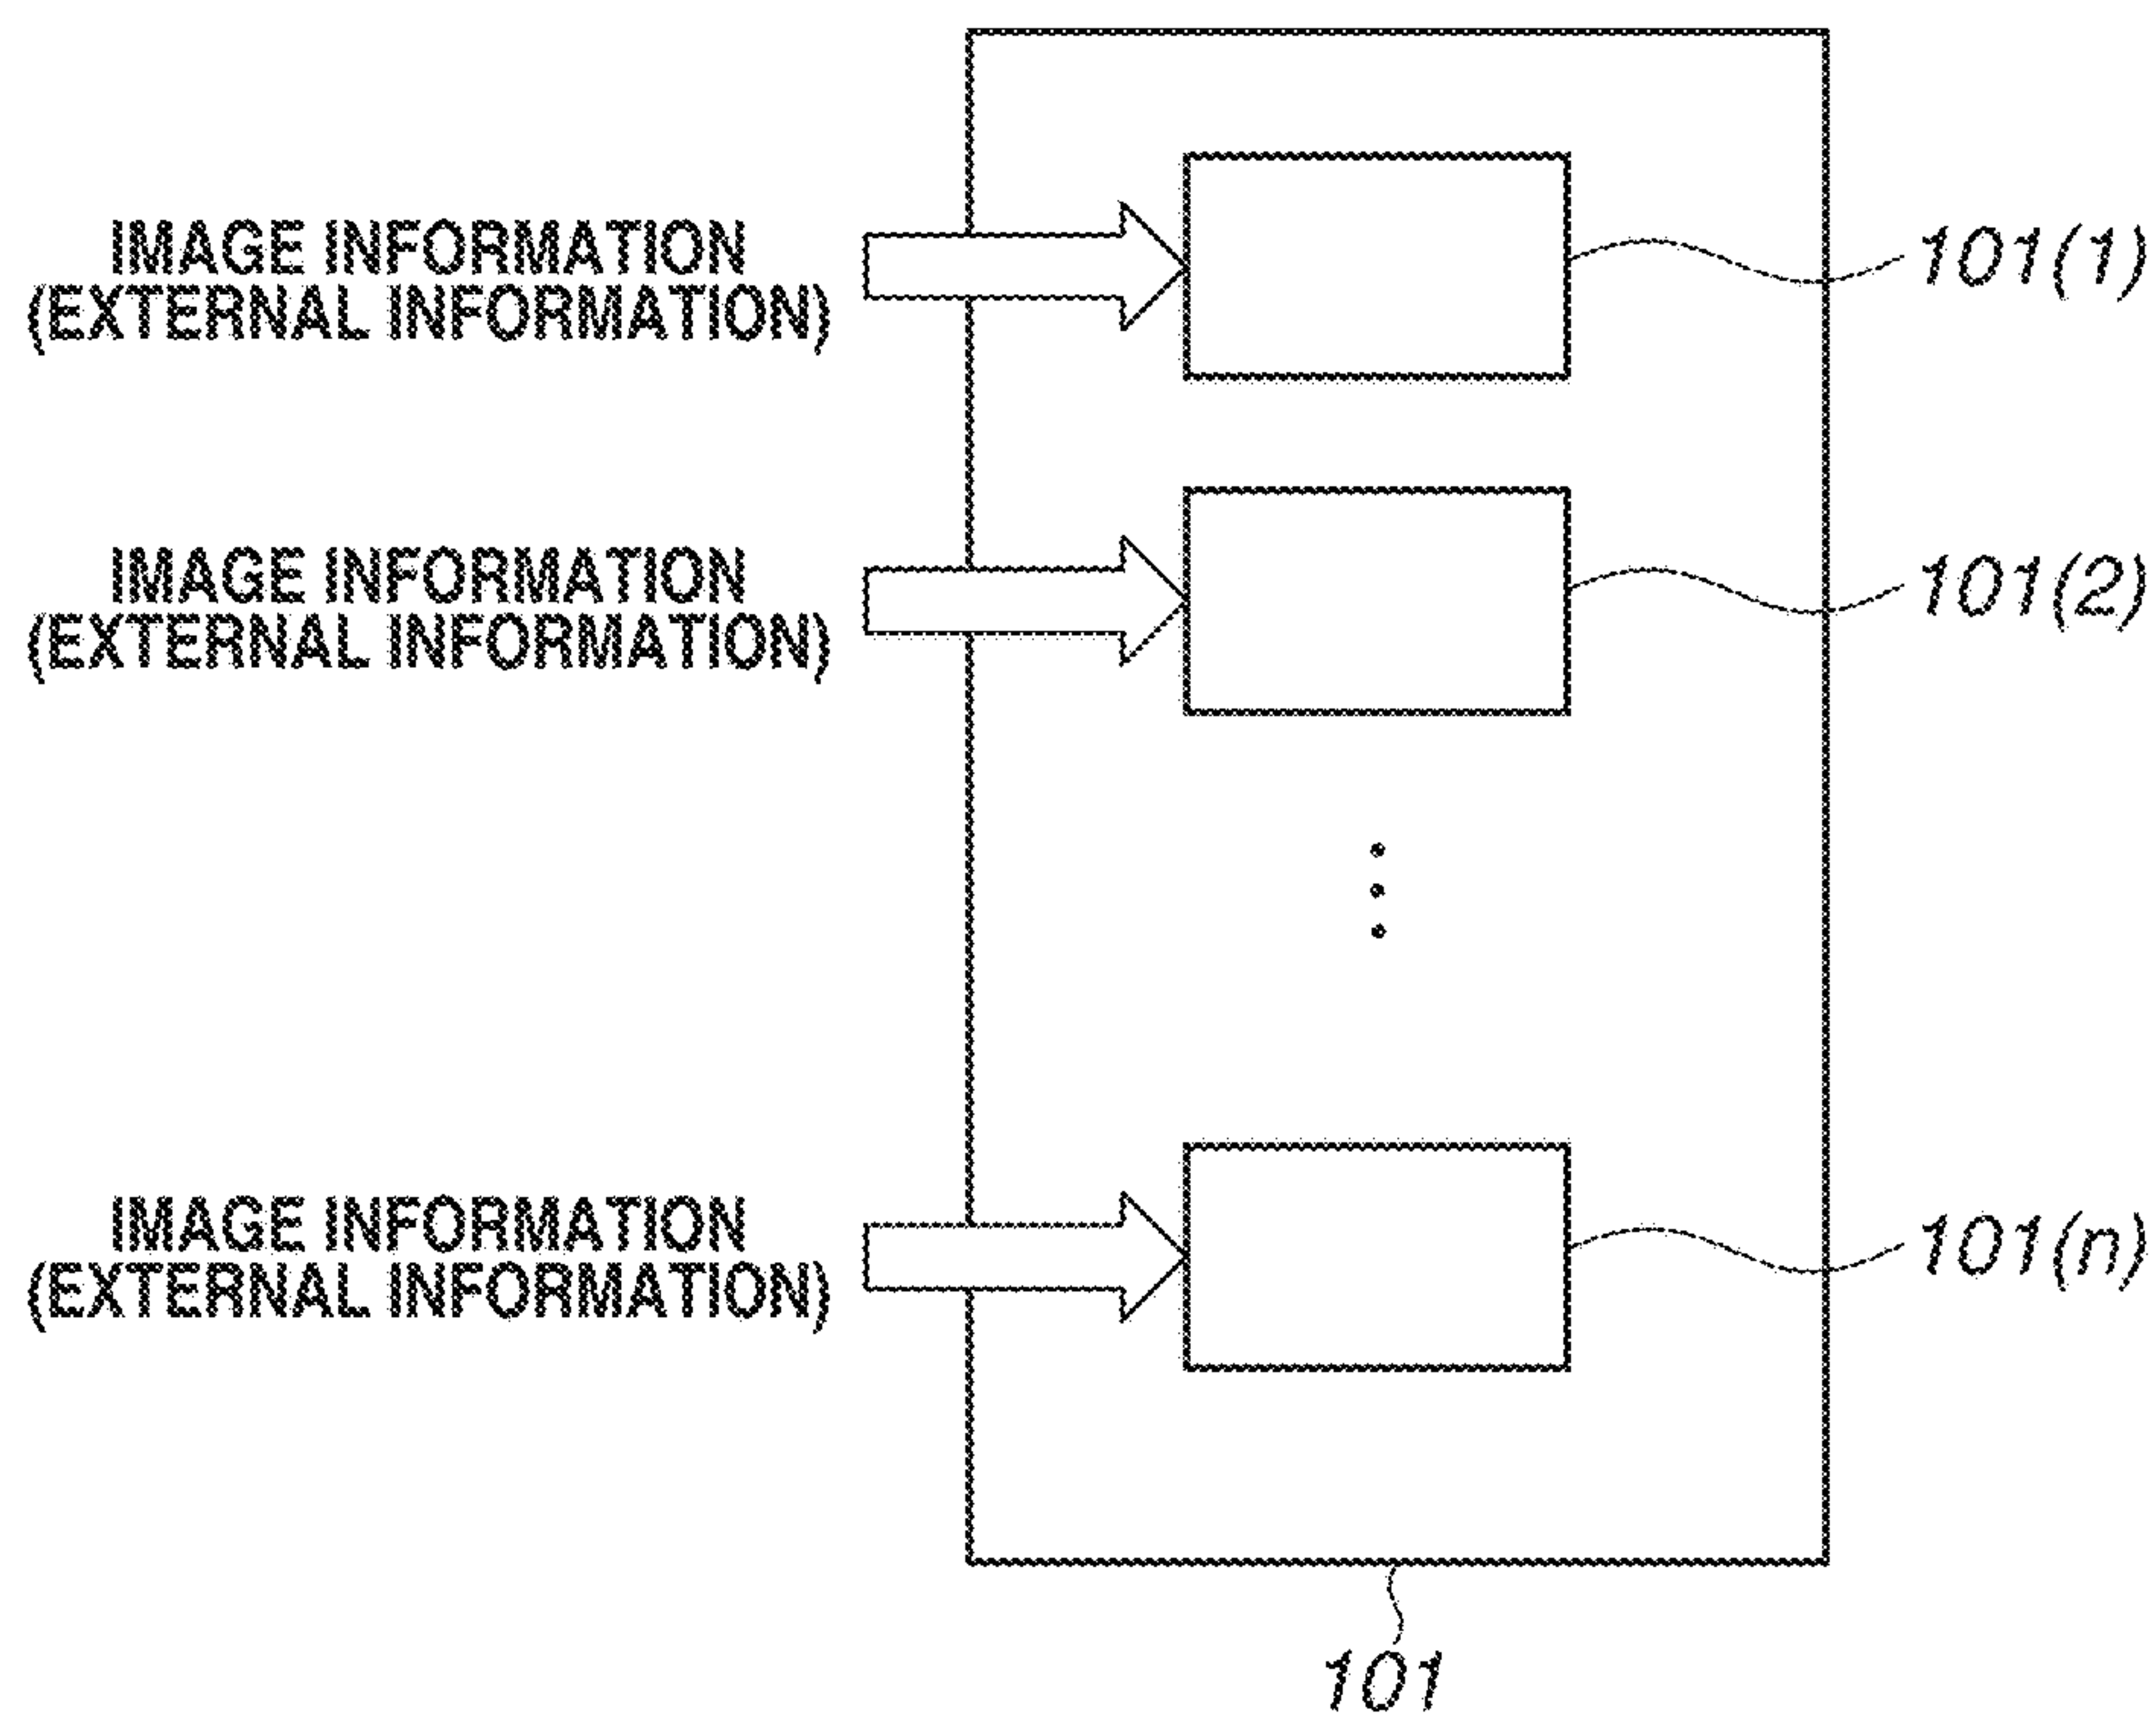 IMAGE INFORMATION
(EXTERNAL INFORMATION)
101(1)
IMAGE INFORMATION
(EXTERNAL INFORMATION)
101(2)
IMAGE INFORMATION
(EXTERNAL INFORMATION)
101(n)
101